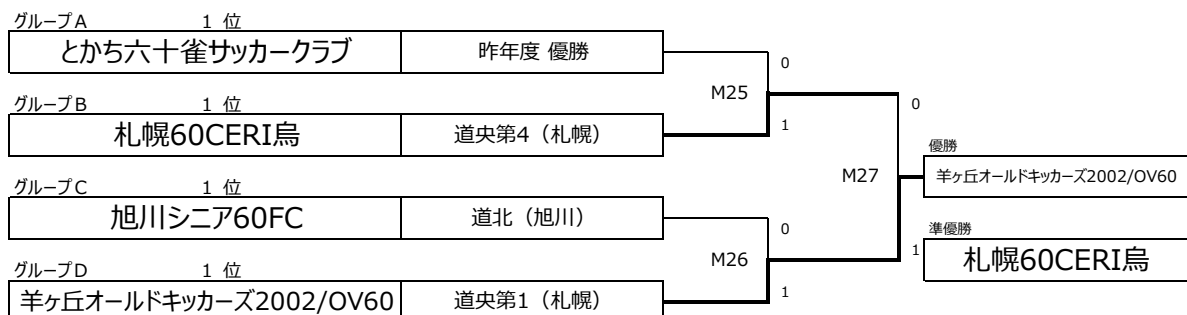 グループA 1 位
とかち六十雀サッカークラブ 昨年度 優勝
0
M25
グループB 1 位
1
0
札幌60CERI烏 道央第4（札幌）
優勝
M27
羊ヶ丘オールドキッカーズ2002/OV60
グループC 1 位
旭川シニア60FC 道北（旭川）
0
準優勝
1
札幌60CERI烏
M26
グループD 1 位
1
羊ヶ丘オールドキッカーズ2002/OV60 道央第1（札幌）